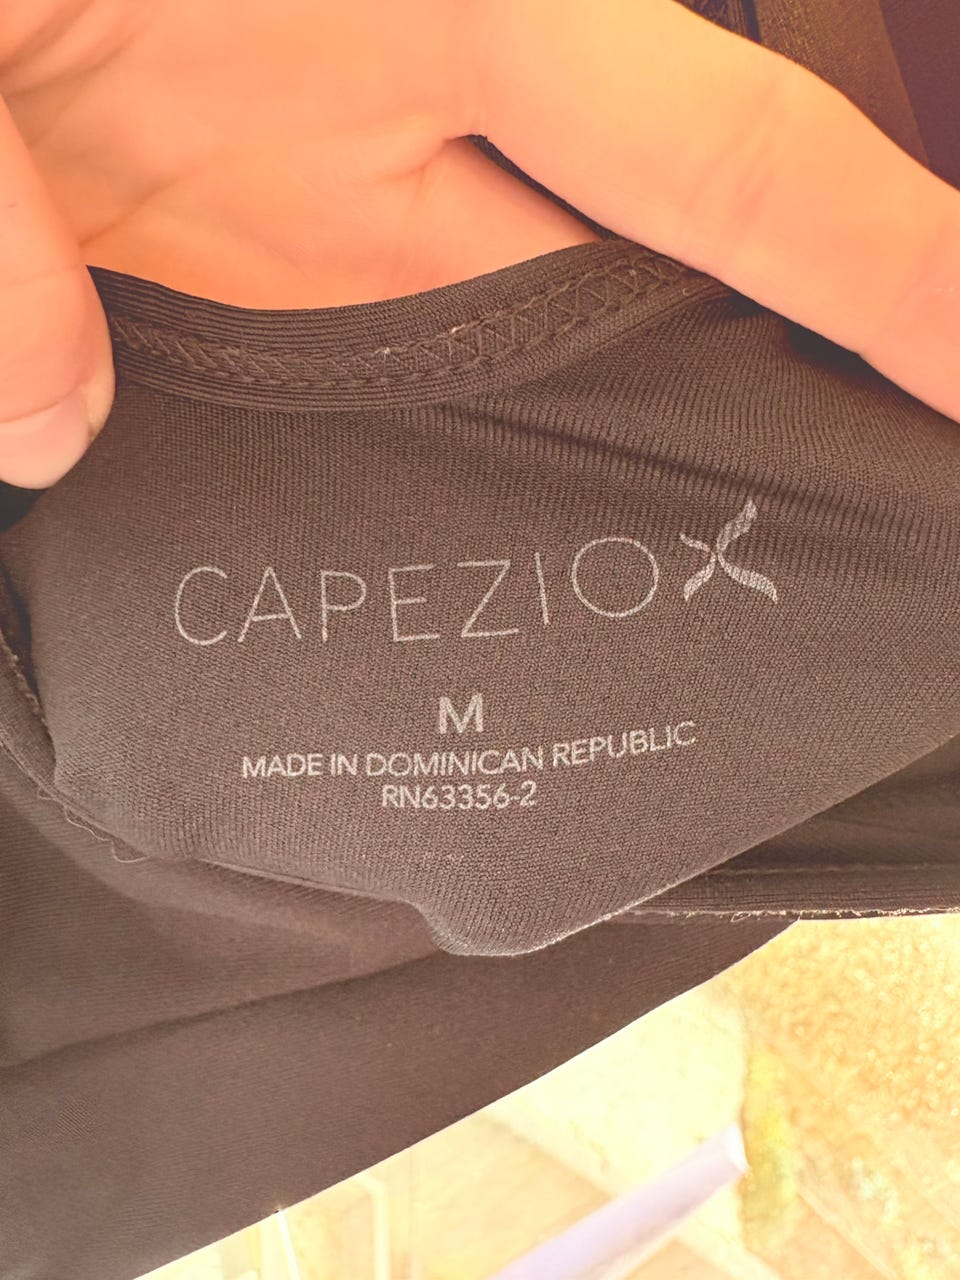 CAPEZIO
M
MADE IN DOMINICAN REPUBLIC
RN63356-2